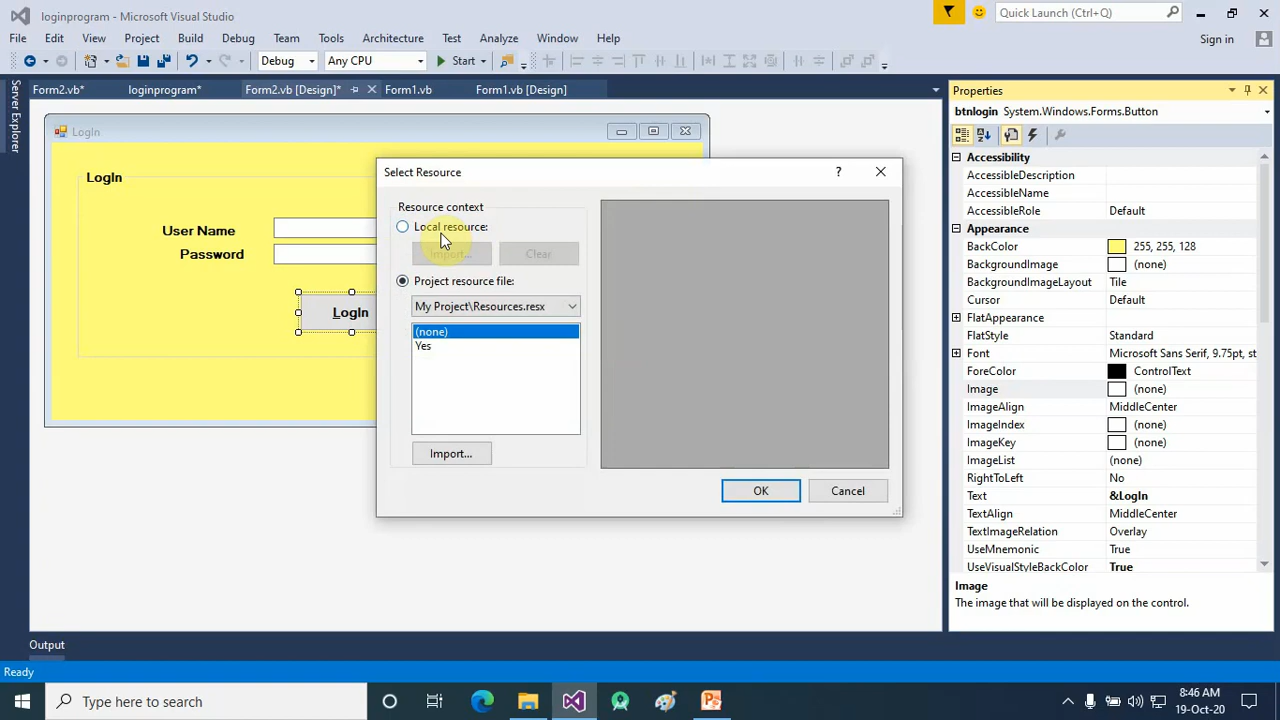 loginprogram - Microsoft Visual Studio
Quick Launch (Ctrl+Q)
File Edit View Project Build Debug Team Tools Architecture Test Analyze Window Help
Sign in
Debug Any CPU Start
Server Explorer
Form2.vb* loginprogram* Form2.vb [Design]* Form1.vb Form1.vb [Design]
LogIn
LogIn
User Name
Password
LogIn
Select Resource
?
Resource context
Local resource:
Import... Clear
Project resource file:
My Project\Resources.resx
(none)
Yes
Import...
OK Cancel
Properties
btnlogin System.Windows.Forms.Button
Accessibility
AccessibleDescription
AccessibleName
AccessibleRole Default
Appearance
BackColor 255, 255, 128
BackgroundImage (none)
BackgroundImageLayout Tile
Cursor Default
FlatAppearance
FlatStyle Standard
Font Microsoft Sans Serif, 9.75pt, st
ForeColor ControlText
Image (none)
ImageAlign MiddleCenter
ImageIndex (none)
ImageKey (none)
ImageList (none)
RightToLeft No
Text &LogIn
TextAlign MiddleCenter
TextImageRelation Overlay
UseMnemonic True
UseVisualStyleBackColor True
Image
The image that will be displayed on the control.
Output
Ready
Type here to search
8:46 AM
19-Oct-20